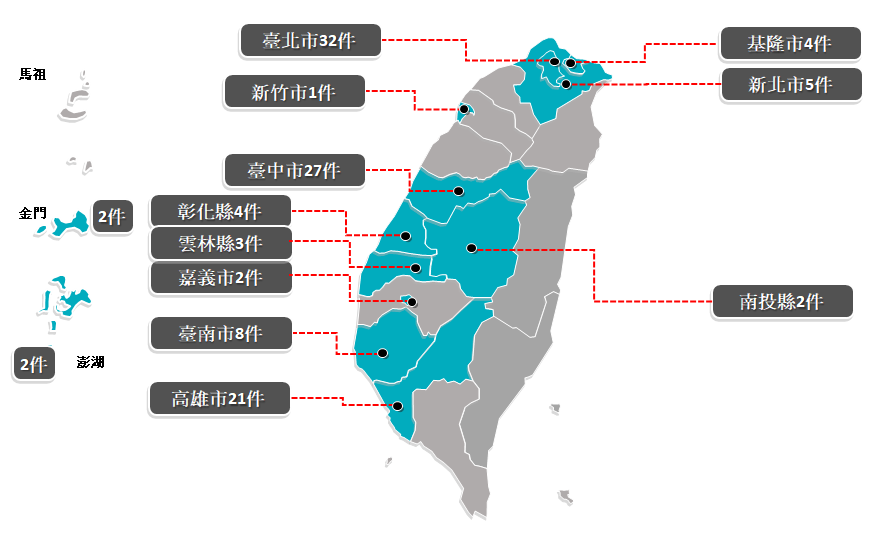 臺北市32件
基隆市4件
馬祖
新竹市1件
新北市5件
臺中市27件
金門
2件
彰化縣4件
雲林縣3件
嘉義市2件
南投縣2件
臺南市8件
2件
澎湖
高雄市21件